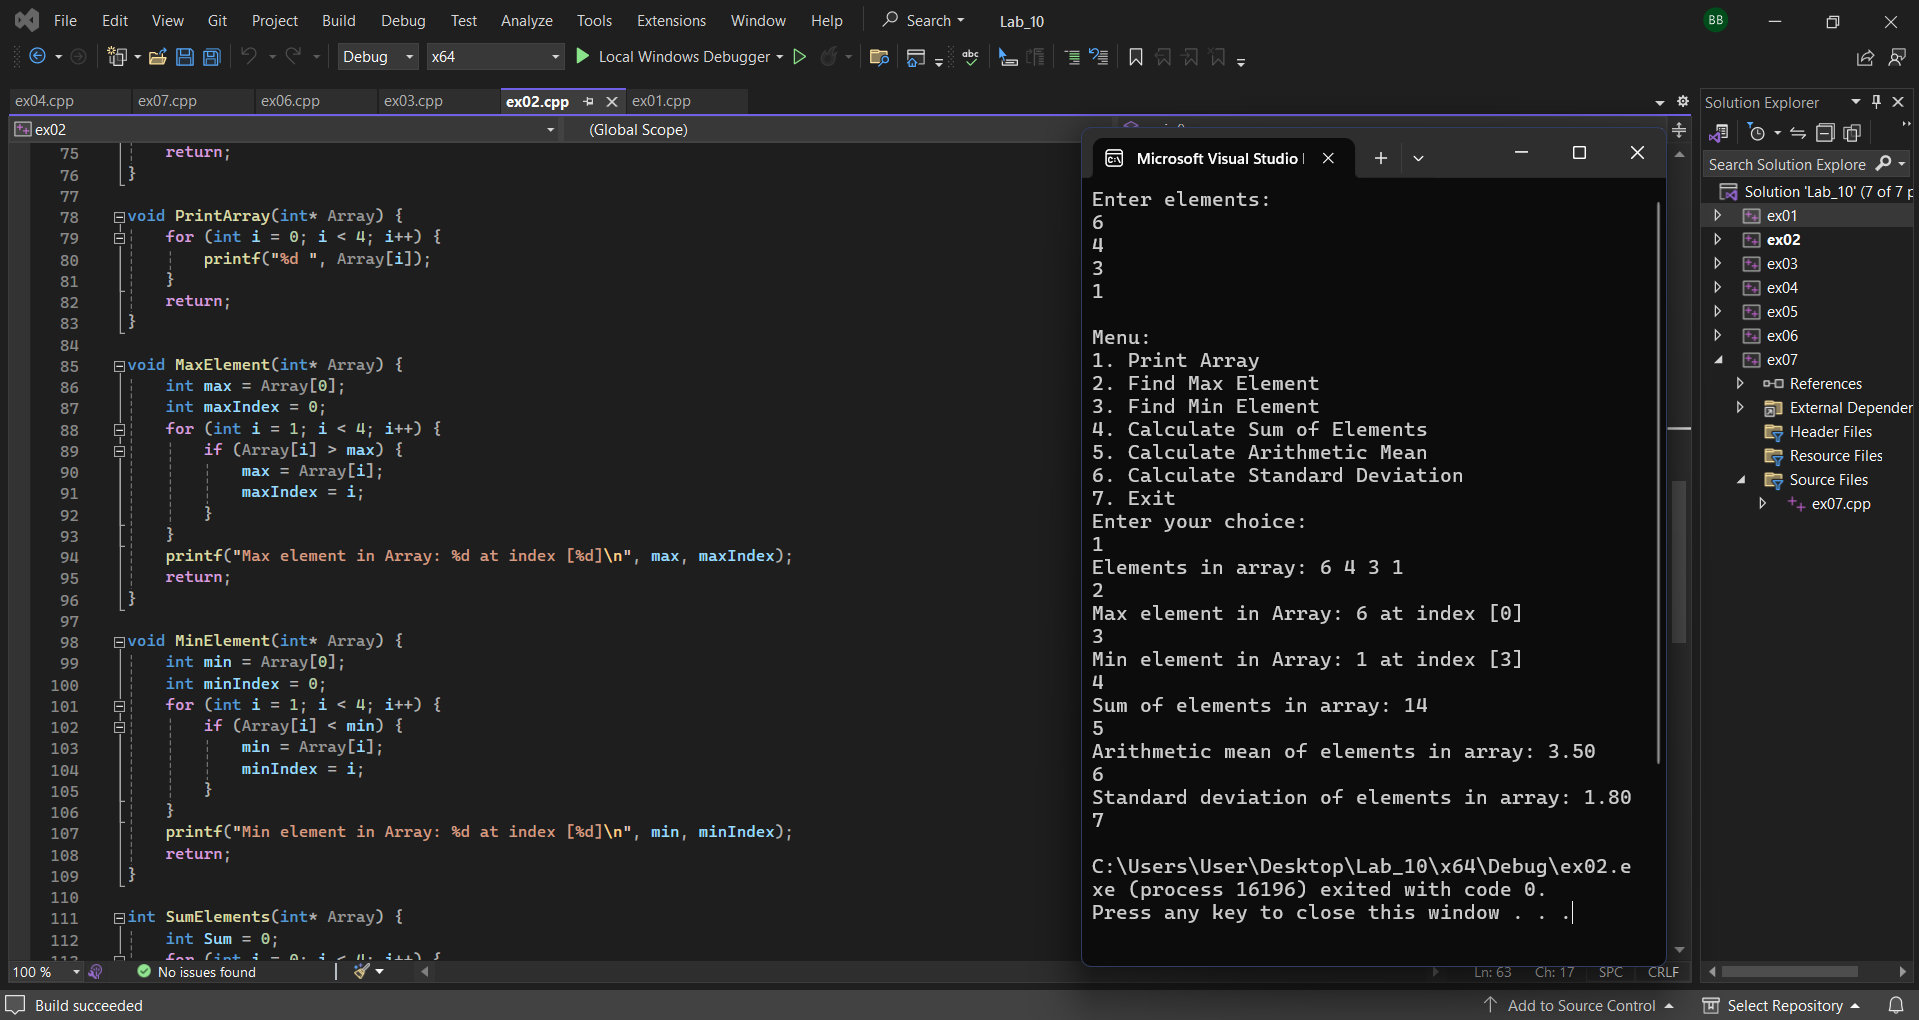 File Edit View Git Project Build Debug Test Analyze Tools Extensions Window Help Search Lab_10 BB
Debug x64 Local Windows Debugger abc
ex04.cpp ex07.cpp ex06.cpp ex03.cpp ex02.cpp ex01.cpp
ex02 (Global Scope)
75 return;
76 }
77
78 void PrintArray(int* Array) {
79 for (int i = 0; i < 4; i++) {
80 printf("%d ", Array[i]);
81 }
82 return;
83 }
84
85 void MaxElement(int* Array) {
86 int max = Array[0];
87 int maxIndex = 0;
88 for (int i = 1; i < 4; i++) {
89 if (Array[i] > max) {
90 max = Array[i];
91 maxIndex = i;
92 }
93 }
94 printf("Max element in Array: %d at index [%d]\n", max, maxIndex);
95 return;
96 }
97
98 void MinElement(int* Array) {
99 int min = Array[0];
100 int minIndex = 0;
101 for (int i = 1; i < 4; i++) {
102 if (Array[i] < min) {
103 min = Array[i];
104 minIndex = i;
105 }
106 }
107 printf("Min element in Array: %d at index [%d]\n", min, minIndex);
108 return;
109 }
110
111 int SumElements(int* Array) {
112 int Sum = 0;
113 for (int i = 0; i < 4; i++) {
100 % No issues found Ln: 63 Ch: 17 SPC CRLF
Microsoft Visual Studio
Enter elements:
6
4
3
1
Menu:
1. Print Array
2. Find Max Element
3. Find Min Element
4. Calculate Sum of Elements
5. Calculate Arithmetic Mean
6. Calculate Standard Deviation
7. Exit
Enter your choice:
1
Elements in array: 6 4 3 1
2
Max element in Array: 6 at index [0]
3
Min element in Array: 1 at index [3]
4
Sum of elements in array: 14
5
Arithmetic mean of elements in array: 3.50
6
Standard deviation of elements in array: 1.80
7
C:\Users\User\Desktop\Lab_10\x64\Debug\ex02.e
xe (process 16196) exited with code 0.
Press any key to close this window . . .
Solution Explorer
Search Solution Explore
Solution 'Lab_10' (7 of 7 p
ex01
ex02
ex03
ex04
ex05
ex06
ex07
References
External Depender
Header Files
Resource Files
Source Files
ex07.cpp
Build succeeded Add to Source Control Select Repository